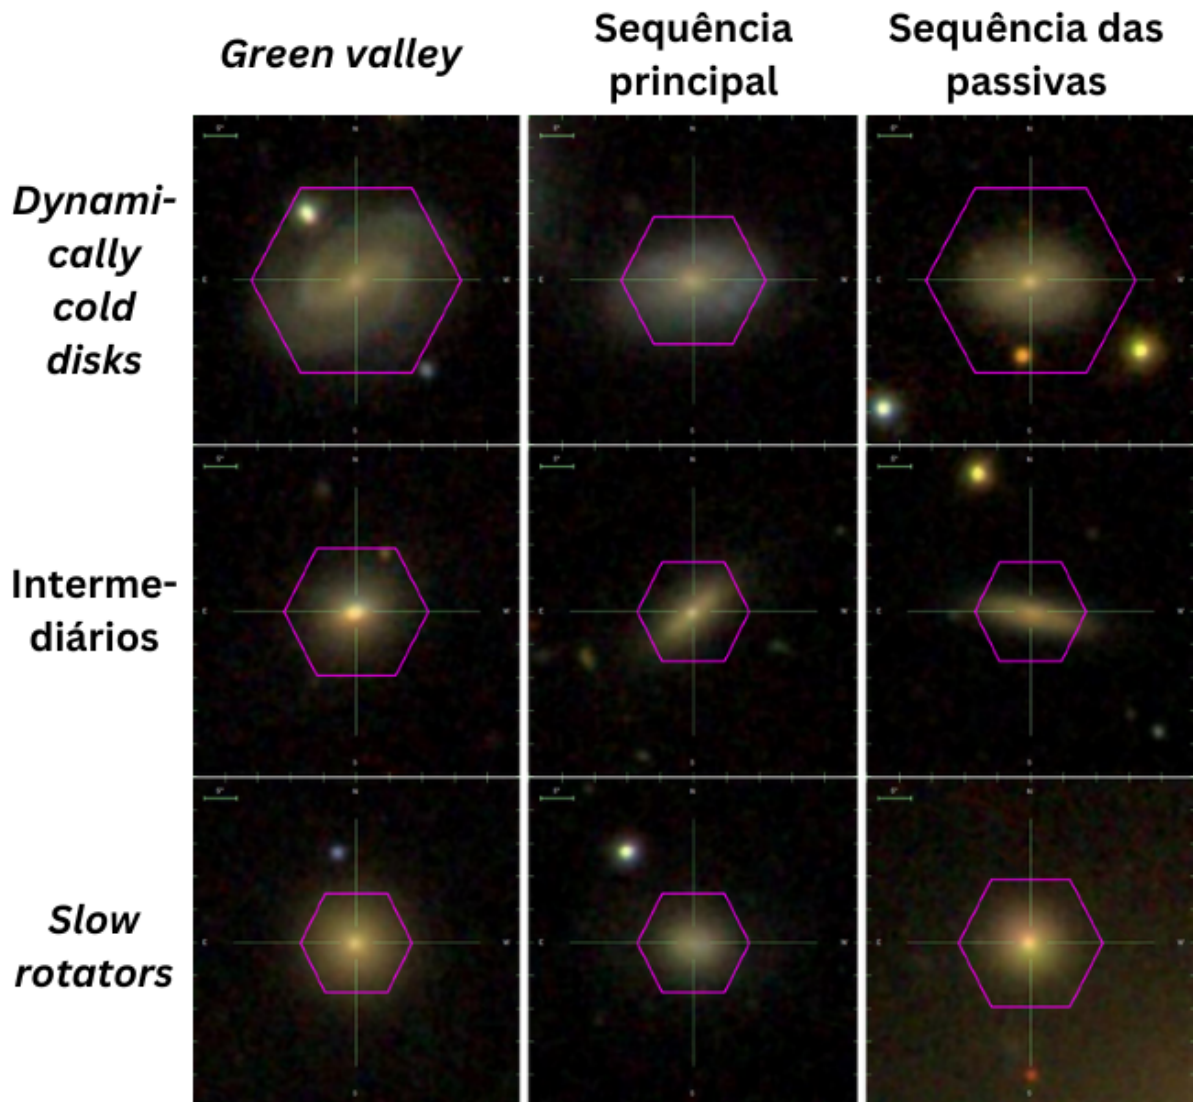 Green valley
Sequência
principal
Sequência das
passivas
Dynami-
cally
cold
disks
Interme-
diários
Slow
rotators